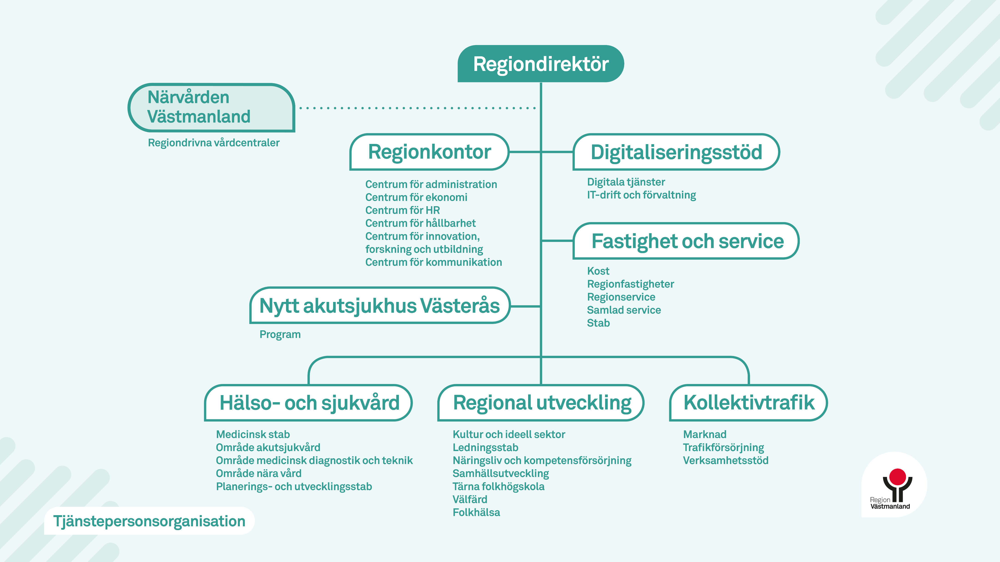 Regiondirektör
Närvården
Västmanland
Regiondrivna vårdcentraler
Regionkontor
Centrum för administration
Centrum för ekonomi
Centrum för HR
Centrum för hållbarhet
Centrum för innovation,
forskning och utbildning
Centrum för kommunikation
Digitaliseringsstöd
Digitala tjänster
IT-drift och förvaltning
Fastighet och service
Kost
Regionfastigheter
Regionservice
Samlad service
Stab
Nytt akutsjukhus Västerås
Program
Hälso- och sjukvård
Medicinsk stab
Område akutsjukvård
Område medicinsk diagnostik och teknik
Område nära vård
Planerings- och utvecklingsstab
Regional utveckling
Kultur och ideell sektor
Ledningsstab
Näringsliv och kompetensförsörjning
Samhällsutveckling
Tärna folkhögskola
Välfärd
Folkhälsa
Kollektivtrafik
Marknad
Trafikförsörjning
Verksamhetsstöd
Tjänstepersonsorganisation
Region
Västmanland